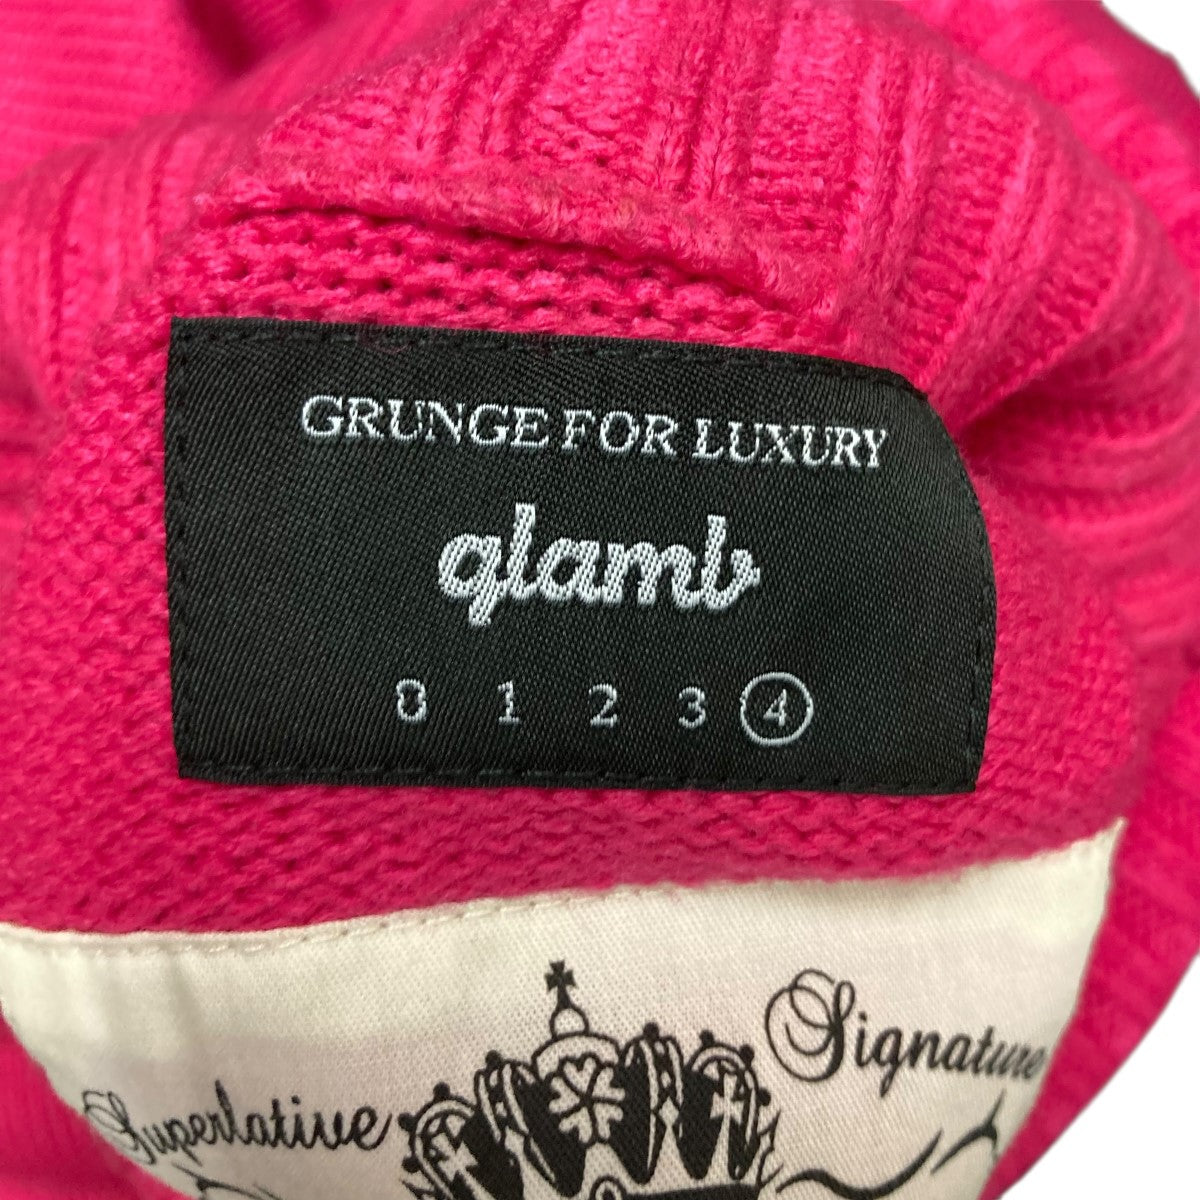 GRUNGE FOR LUXURY
glamb
0 1 2 3 4
Superlative Signature